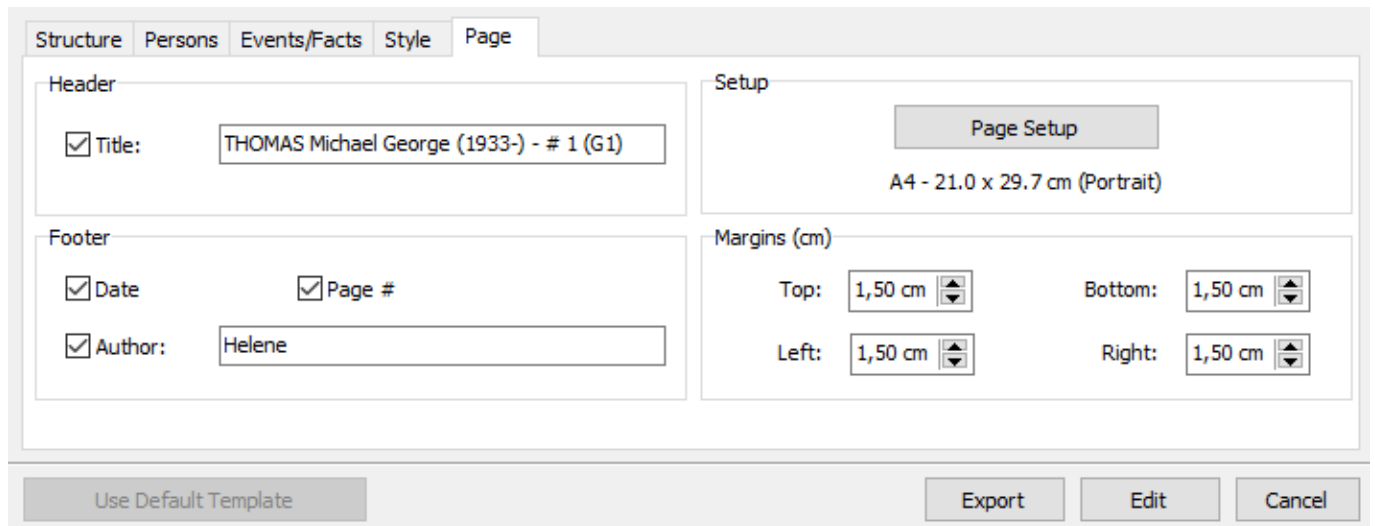 Structure Persons Events/Facts Style Page
Header
Title: THOMAS Michael George (1933-) - # 1 (G1)
Setup
Page Setup
A4 - 21.0 x 29.7 cm (Portrait)
Footer
Date Page #
Author: Helene
Margins (cm)
Top: 1,50 cm Bottom: 1,50 cm
Left: 1,50 cm Right: 1,50 cm
Use Default Template Export Edit Cancel